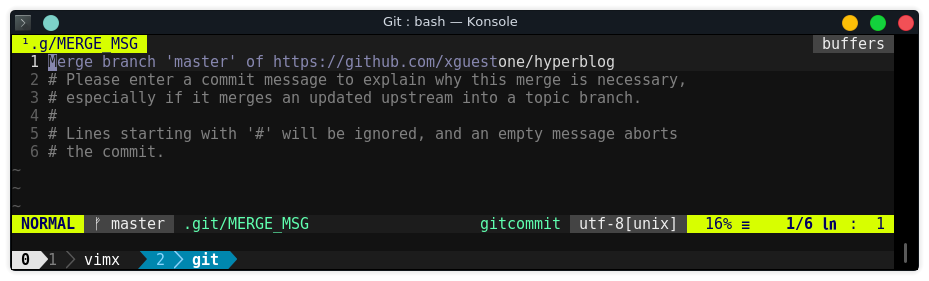 Git : bash — Konsole
¹.g/MERGE_MSG buffers
1 Merge branch 'master' of https://github.com/xguestone/hyperblog
2 # Please enter a commit message to explain why this merge is necessary,
3 # especially if it merges an updated upstream into a topic branch.
4 #
5 # Lines starting with '#' will be ignored, and an empty message aborts
6 # the commit.
~
~
~
NORMAL ᚠ master .git/MERGE_MSG gitcommit utf-8[unix] 16% ≡ 1/6 ln : 1
0 1 vimx 2 git